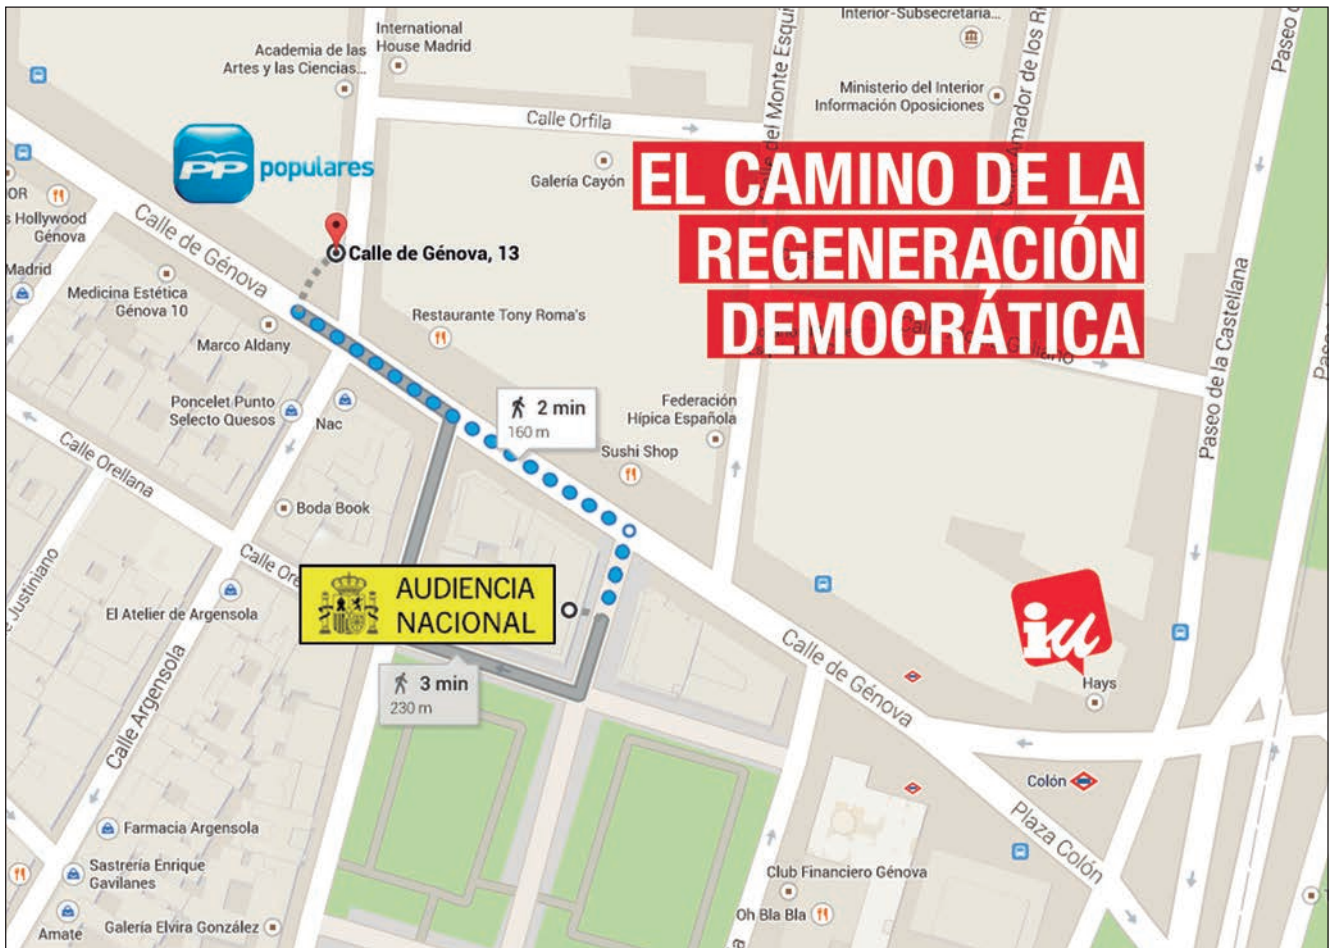 Interior-Subsecretaria...
International
House Madrid
Academia de las
Artes y las Ciencias...
Ministerio del Interior
Información Oposiciones
Calle Orfila
Galería Cayón
PP populares
EL CAMINO DE LA
REGENERACIÓN
DEMOCRÁTICA
Hollywood
Génova
Madrid
Calle de Génova
Calle de Génova, 13
Medicina Estética
Génova 10
Marco Aldany
Restaurante Tony Roma's
Paseo de la Castellana
Poncelet Punto
Selecto Quesos
Nac
2 min
160 m
Federación
Hípica Española
Sushi Shop
Calle Orellana
Boda Book
AUDIENCIA
NACIONAL
El Atelier de Argensola
Justiniano
3 min
230 m
iu
Hays
Calle de Génova
Calle Argensola
Colón
Plaza Colón
Farmacia Argensola
Sastrería Enrique
Gavilanes
Club Financiero Génova
Oh Bla Bla
Amate
Galería Elvira González